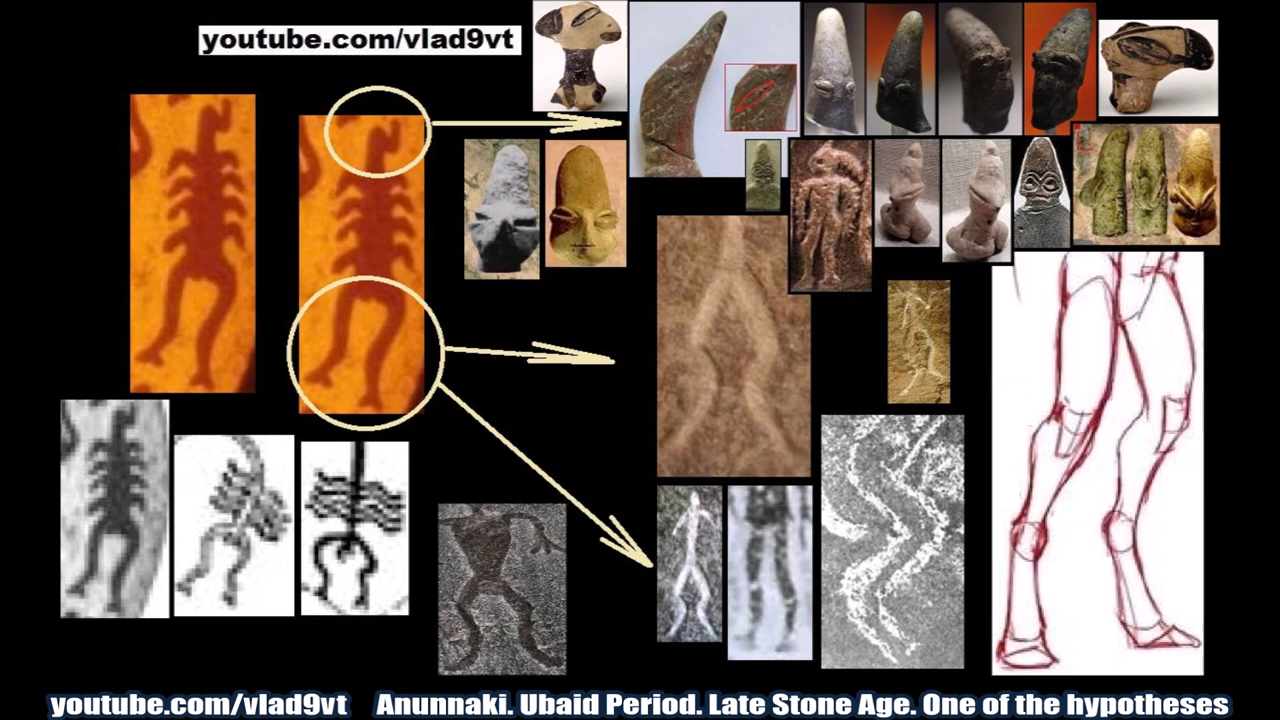 youtube.com/vlad9vt
youtube.com/vlad9vt Anunnaki. Ubaid Period. Late Stone Age. One of the hypotheses